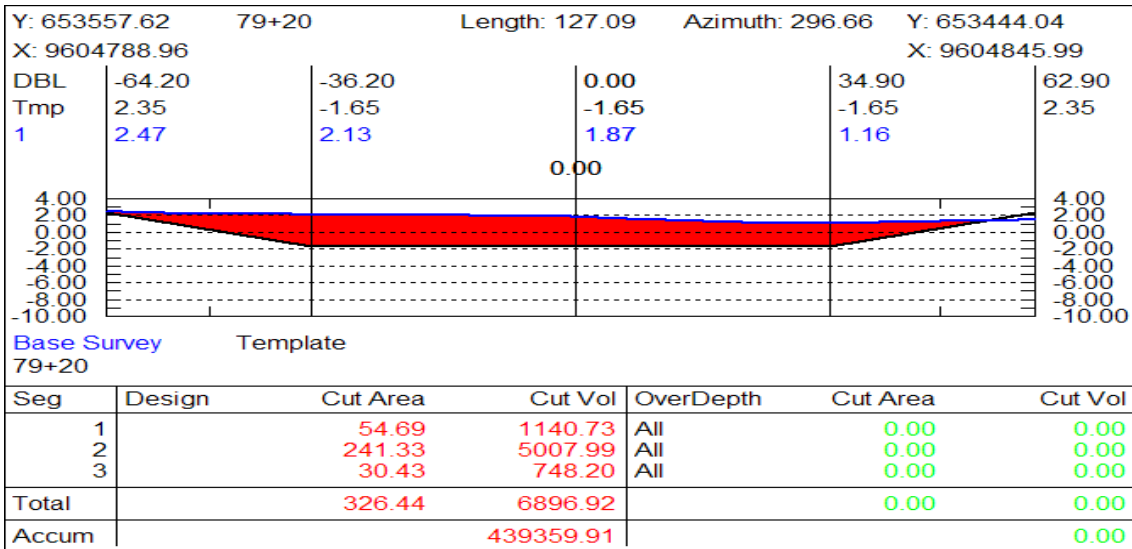 Y: 653557.62 79+20 Length: 127.09 Azimuth: 296.66 Y: 653444.04
X: 9604788.96 X: 9604845.99
DBL -64.20 -36.20 0.00 34.90 62.90
Tmp 2.35 -1.65 -1.65 -1.65 2.35
1 2.47 2.13 1.87 1.16
0.00
4.00 4.00
2.00 2.00
0.00 0.00
-2.00 -2.00
-4.00 -4.00
-6.00 -6.00
-8.00 -8.00
-10.00 -10.00
Base Survey Template
79+20
Seg Design Cut Area Cut Vol OverDepth Cut Area Cut Vol
1 54.69 1140.73 All 0.00 0.00
2 241.33 5007.99 All 0.00 0.00
3 30.43 748.20 All 0.00 0.00
Total 326.44 6896.92 0.00 0.00
Accum 439359.91 0.00